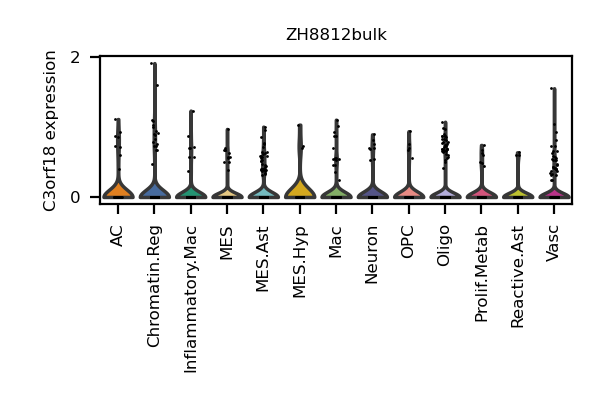 ZH8812bulk
C3orf18 expression
2
0
AC
Chromatin.Reg
Inflammatory.Mac
MES
MES.Ast
MES.Hyp
Mac
Neuron
OPC
Oligo
Prolif.Metab
Reactive.Ast
Vasc